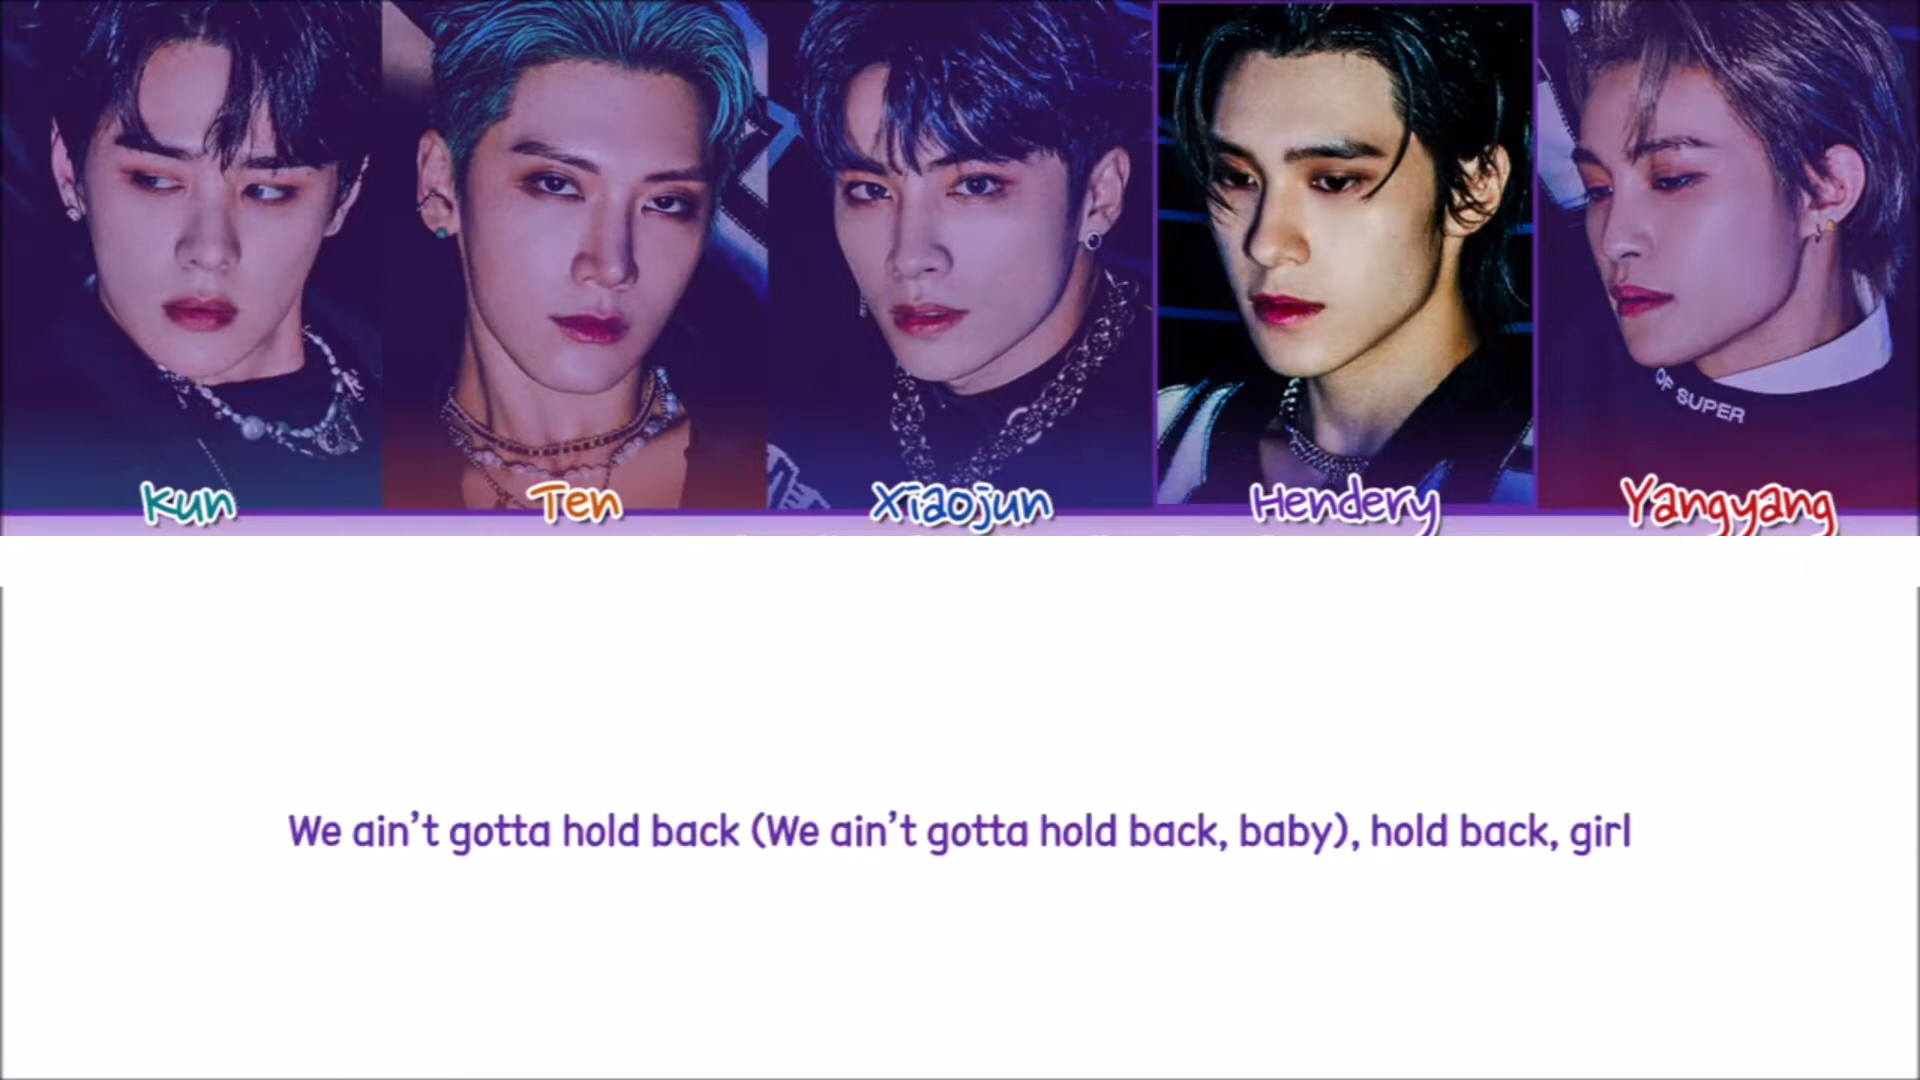 OF SUPER
Kun Ten Xiaojun Hendery Yangyang
We ain't gotta hold back (We ain't gotta hold back, baby), hold back, girl